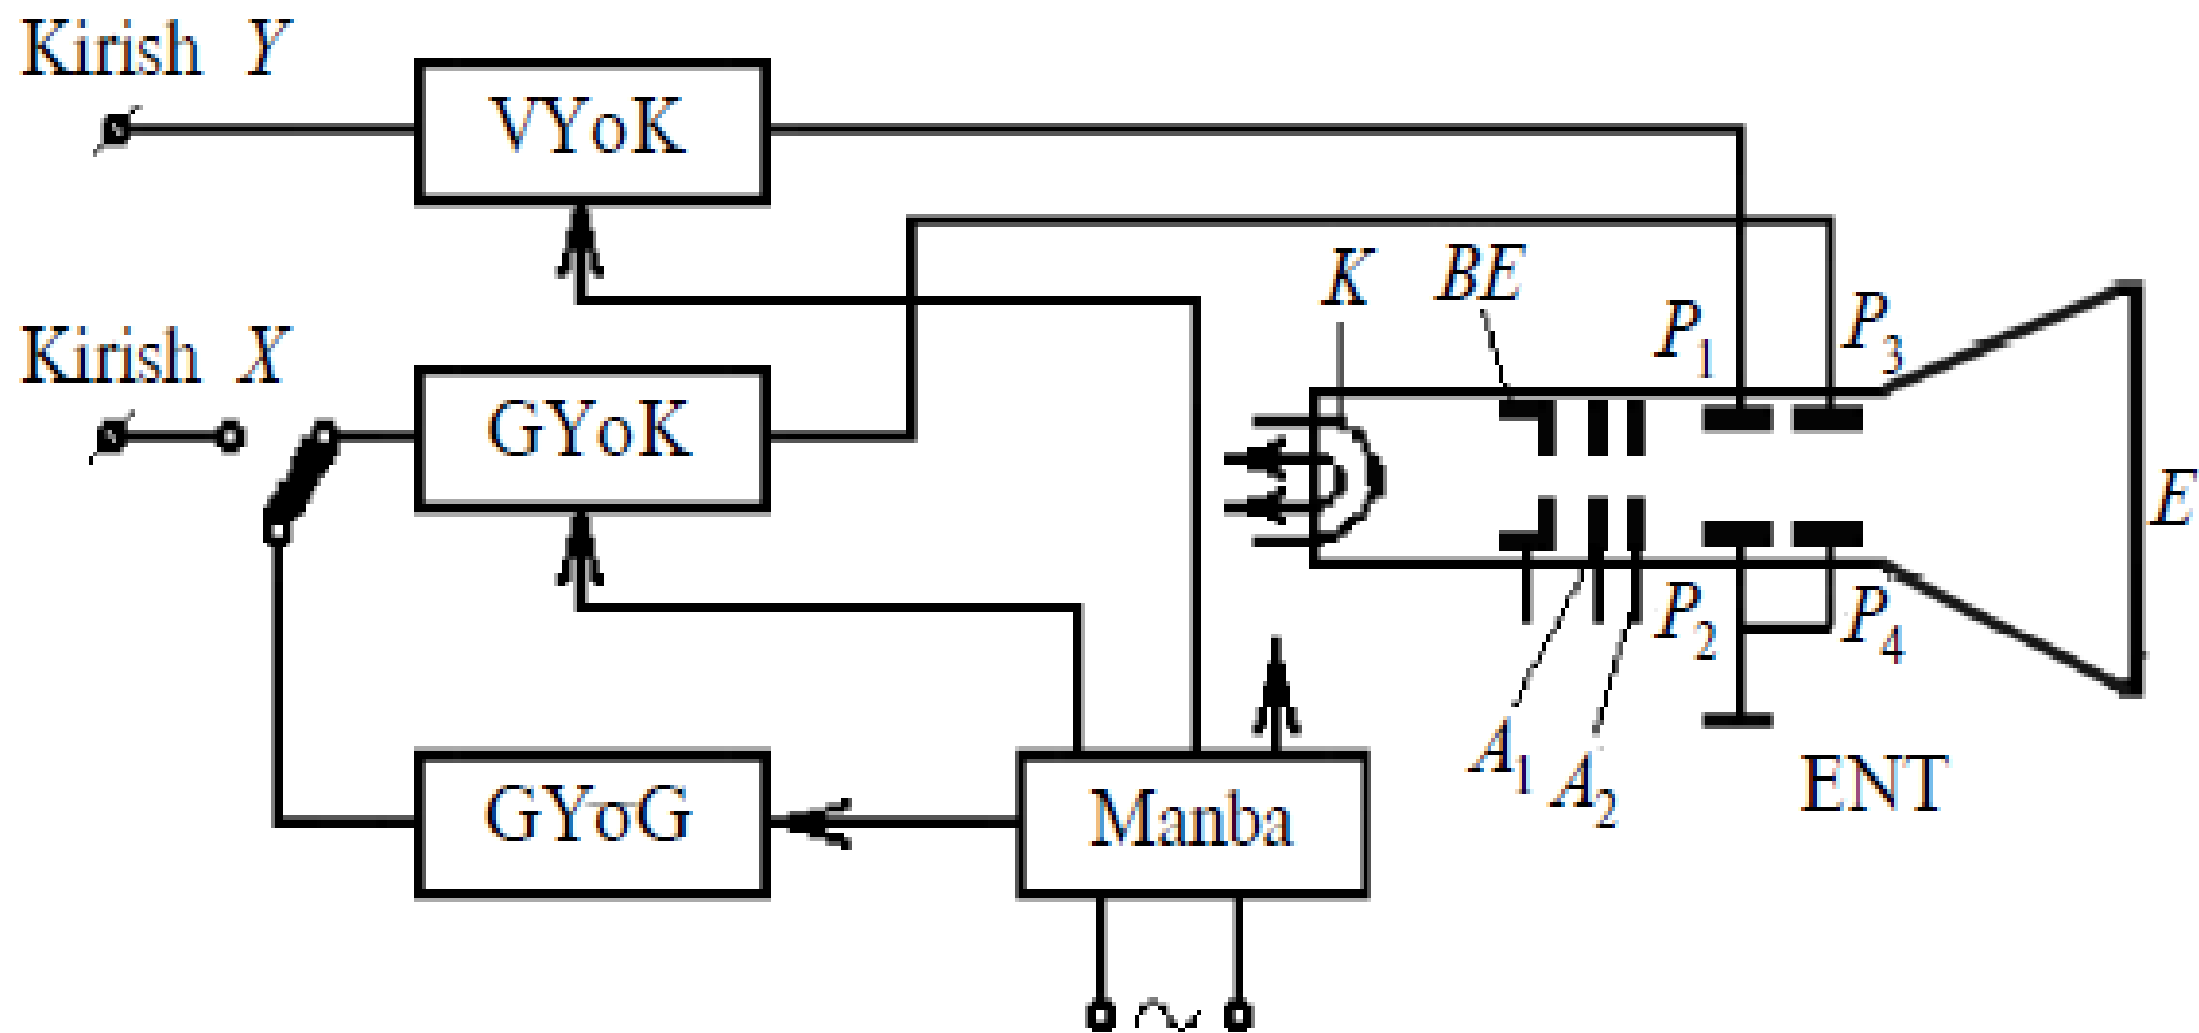 Kirish Y
VYoK
K
BE
P1
P3
Kirish X
GYoK
E
P2
P4
A1
A2
ENT
GYoG
Manba
~